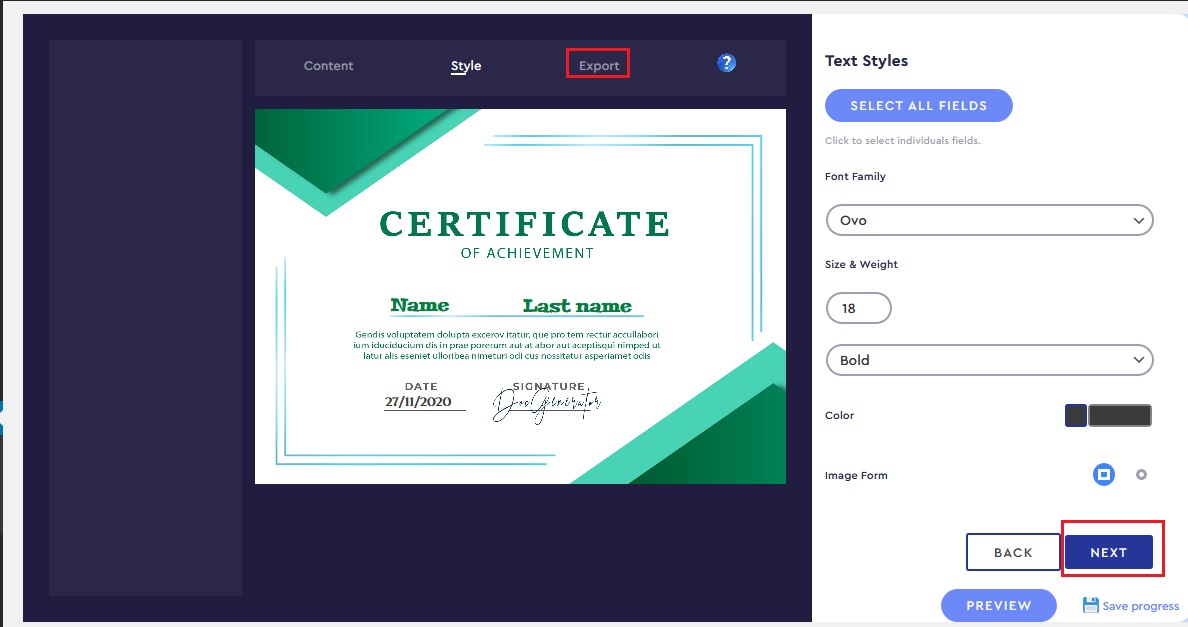 Content
Style
Export
?
CERTIFICATE
OF ACHIEVEMENT
Name Last name
Gendis voluptatem dolupta excerov itatur, que pro tem rectur accullabori
ium iduciducium dis in prae porerum aut at abor aut aceptisqui nimped ut
latur alis eseniet ulloribea nimeturi odi cus nossitatur asperiamet odis
DATE
27/11/2020
SIGNATURE
DocGenerator
Text Styles
SELECT ALL FIELDS
Click to select individuals fields.
Font Family
Ovo
Size & Weight
18
Bold
Color
Image Form
BACK
NEXT
PREVIEW
Save progress